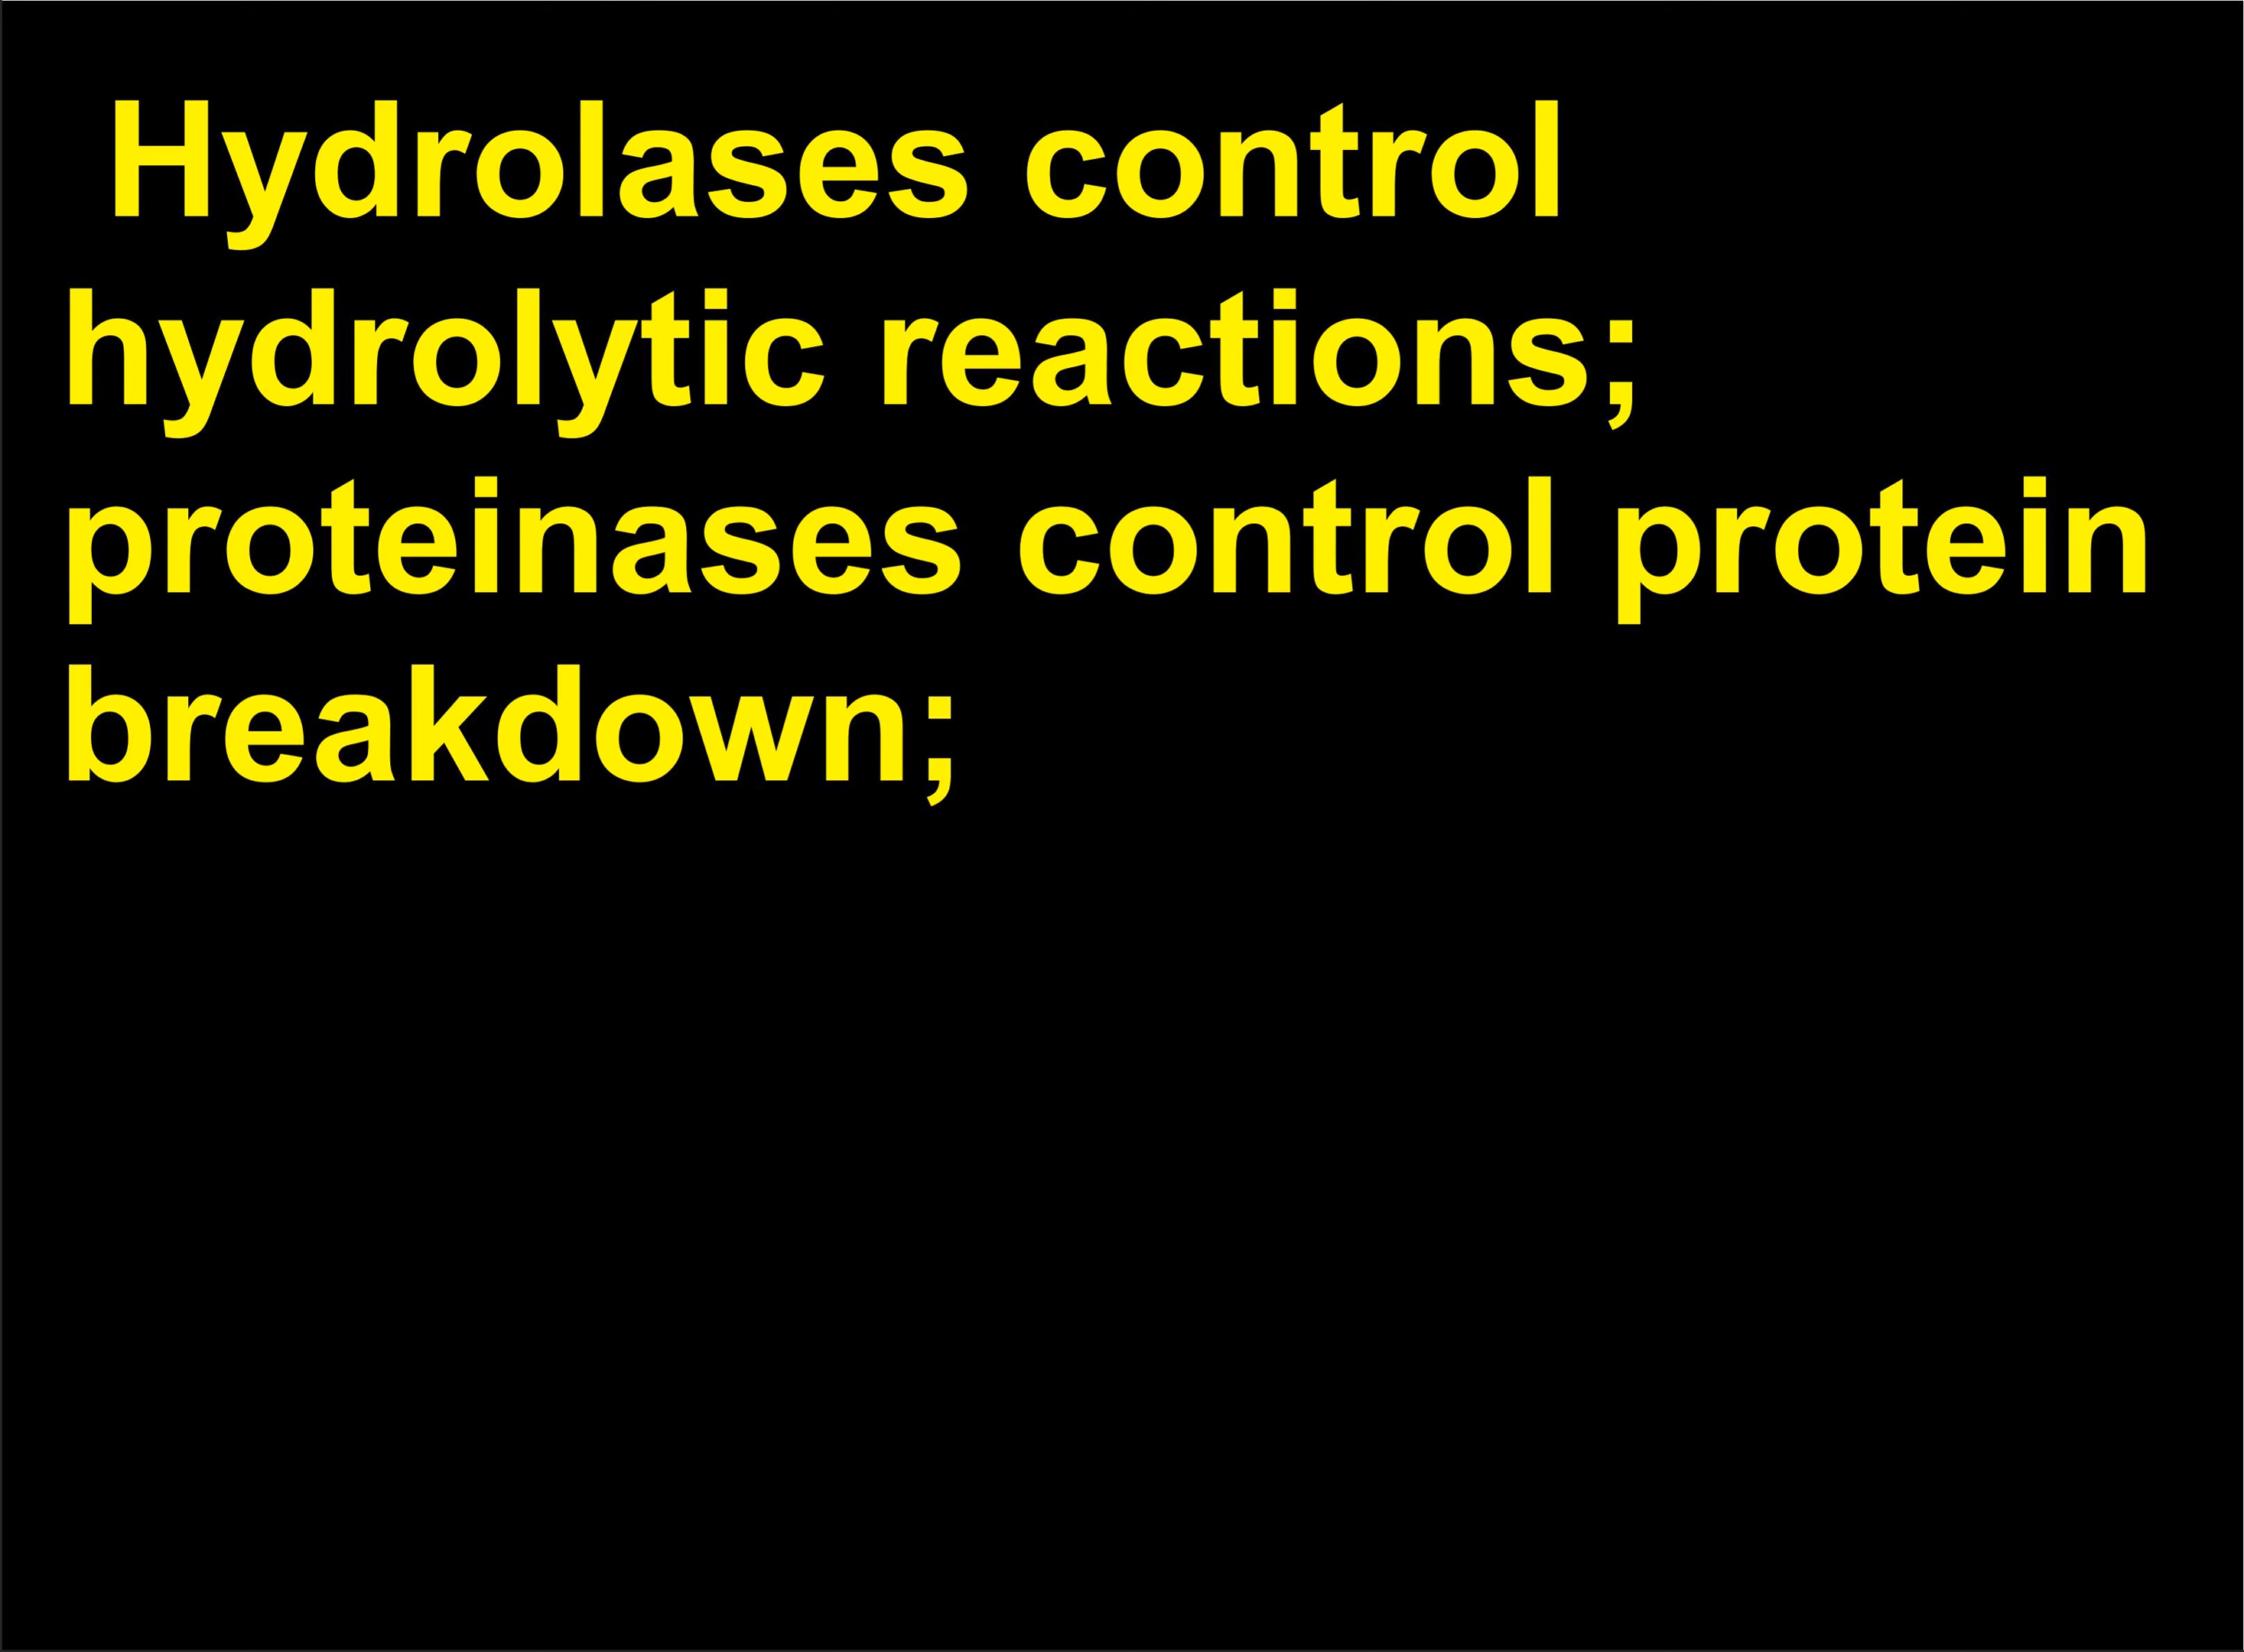 Hydrolases control
hydrolytic reactions;
proteinases control protein
breakdown;